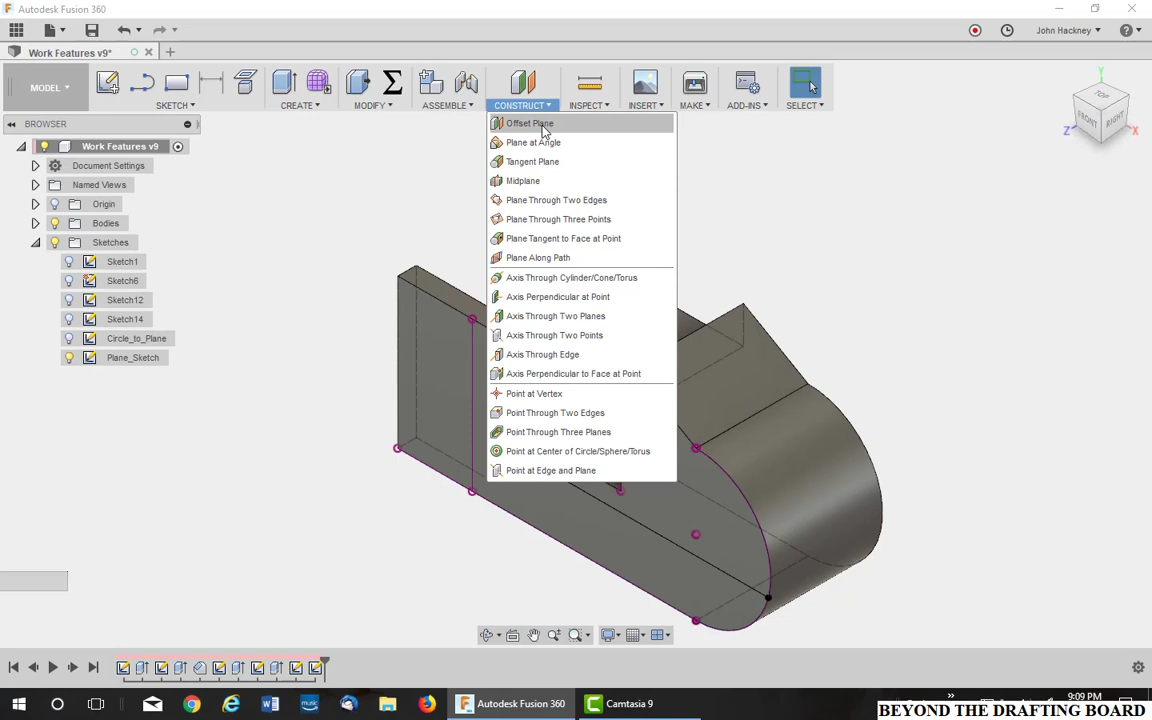 Autodesk Fusion 360
John Hackney
Work Features v9*
MODEL
SKETCH
CREATE
MODIFY
ASSEMBLE
CONSTRUCT
INSPECT
INSERT
MAKE
ADD-INS
SELECT
TOP
FRONT
RIGHT
Y
Z
X
BROWSER
Work Features v9
Document Settings
Named Views
Origin
Bodies
Sketches
Sketch1
Sketch6
Sketch12
Sketch14
Circle_to_Plane
Plane_Sketch
Offset Plane
Plane at Angle
Tangent Plane
Midplane
Plane Through Two Edges
Plane Through Three Points
Plane Tangent to Face at Point
Plane Along Path
Axis Through Cylinder/Cone/Torus
Axis Perpendicular at Point
Axis Through Two Planes
Axis Through Two Points
Axis Through Edge
Axis Perpendicular to Face at Point
Point at Vertex
Point Through Two Edges
Point Through Three Planes
Point at Center of Circle/Sphere/Torus
Point at Edge and Plane
music
Autodesk Fusion 360
Camtasia 9
9:09 PM
BEYOND THE DRAFTING BOARD